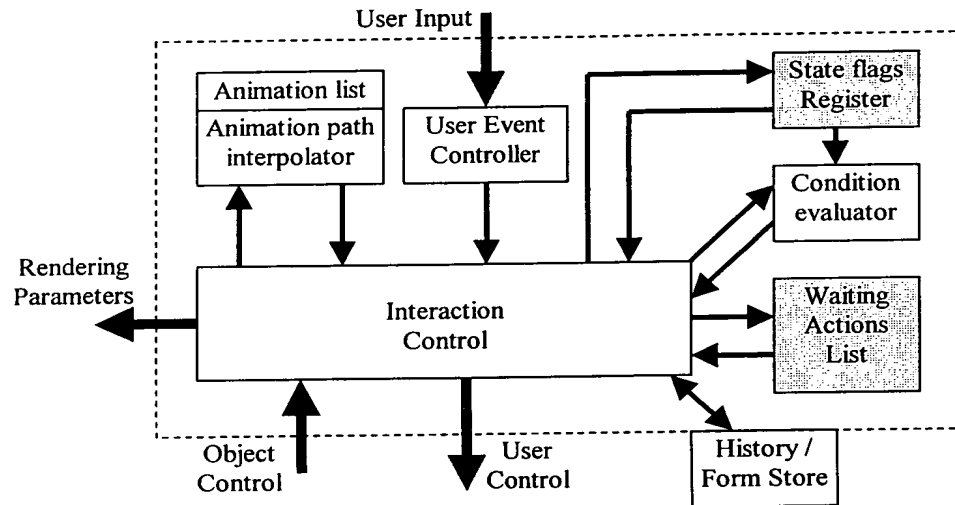 User Input
Animation list
Animation path
interpolator
User Event
Controller
State flags
Register
Condition
evaluator
Rendering
Parameters
Interaction
Control
Waiting
Actions
List
Object
Control
User
Control
History /
Form Store